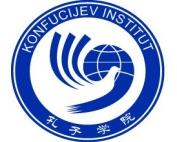 KONFUCIJEV INSTITUT
孔子学院